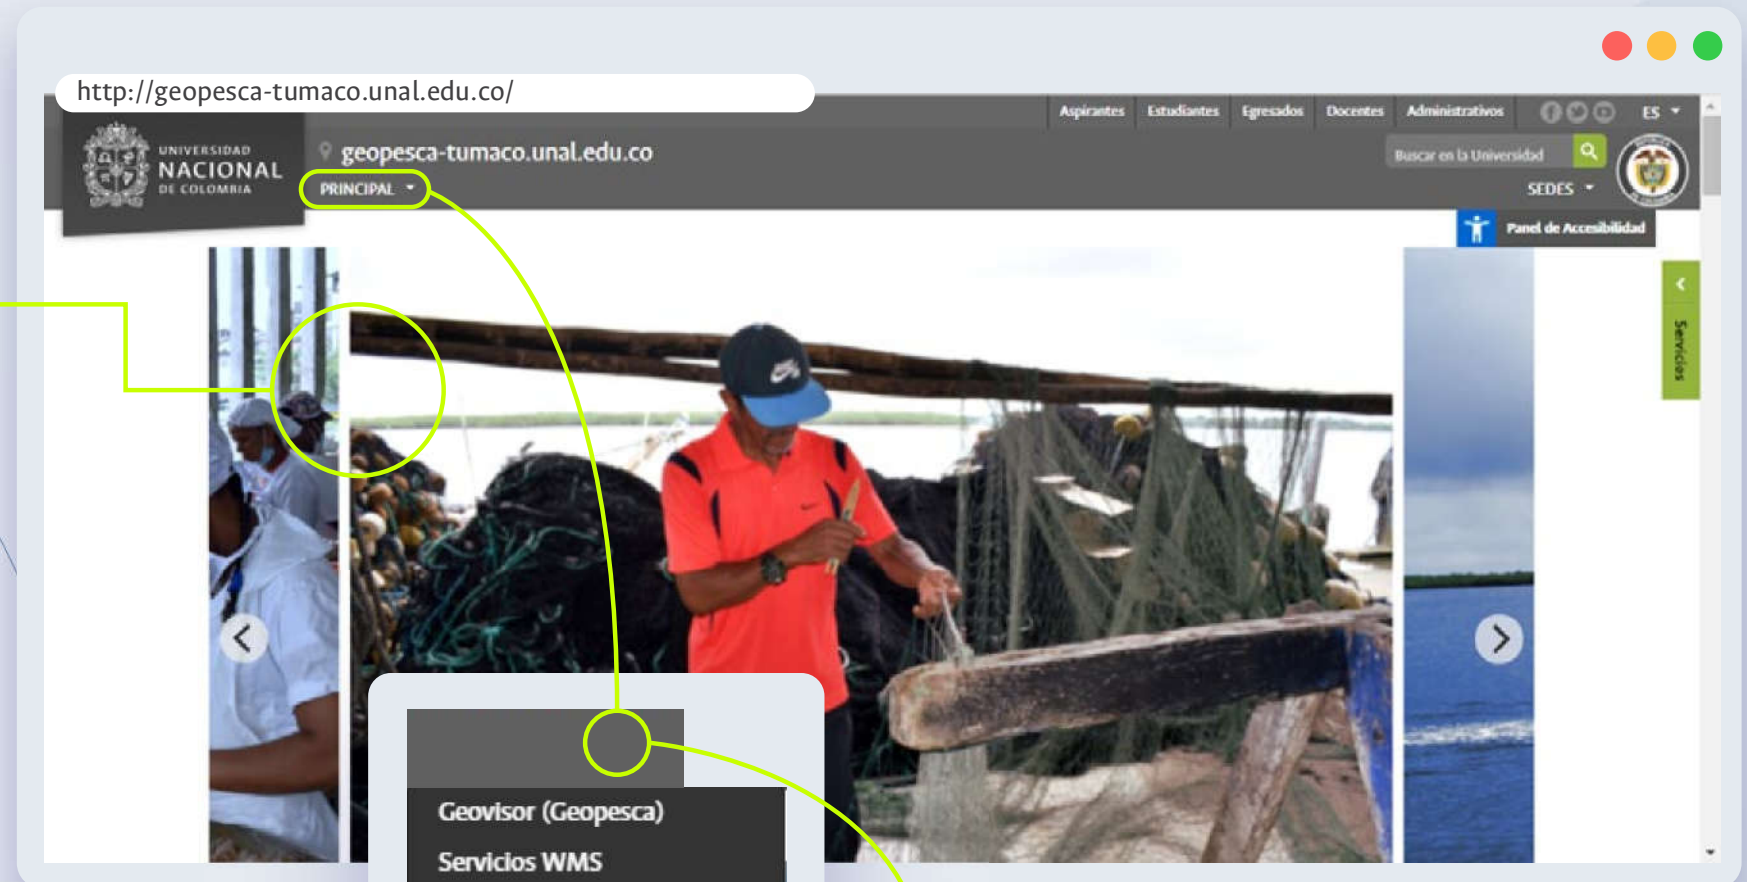 http://geopesca-tumaco.unal.edu.co/
Aspirantes Estudiantes Egresados Docentes Administrativos ES
UNIVERSIDAD
NACIONAL
DE COLOMBIA
geopesca-tumaco.unal.edu.co
Buscar en la Universidad
PRINCIPAL
SEDES
Panel de Accesibilidad
Servicios
Geovisor (Geopesca)
Servicios WMS